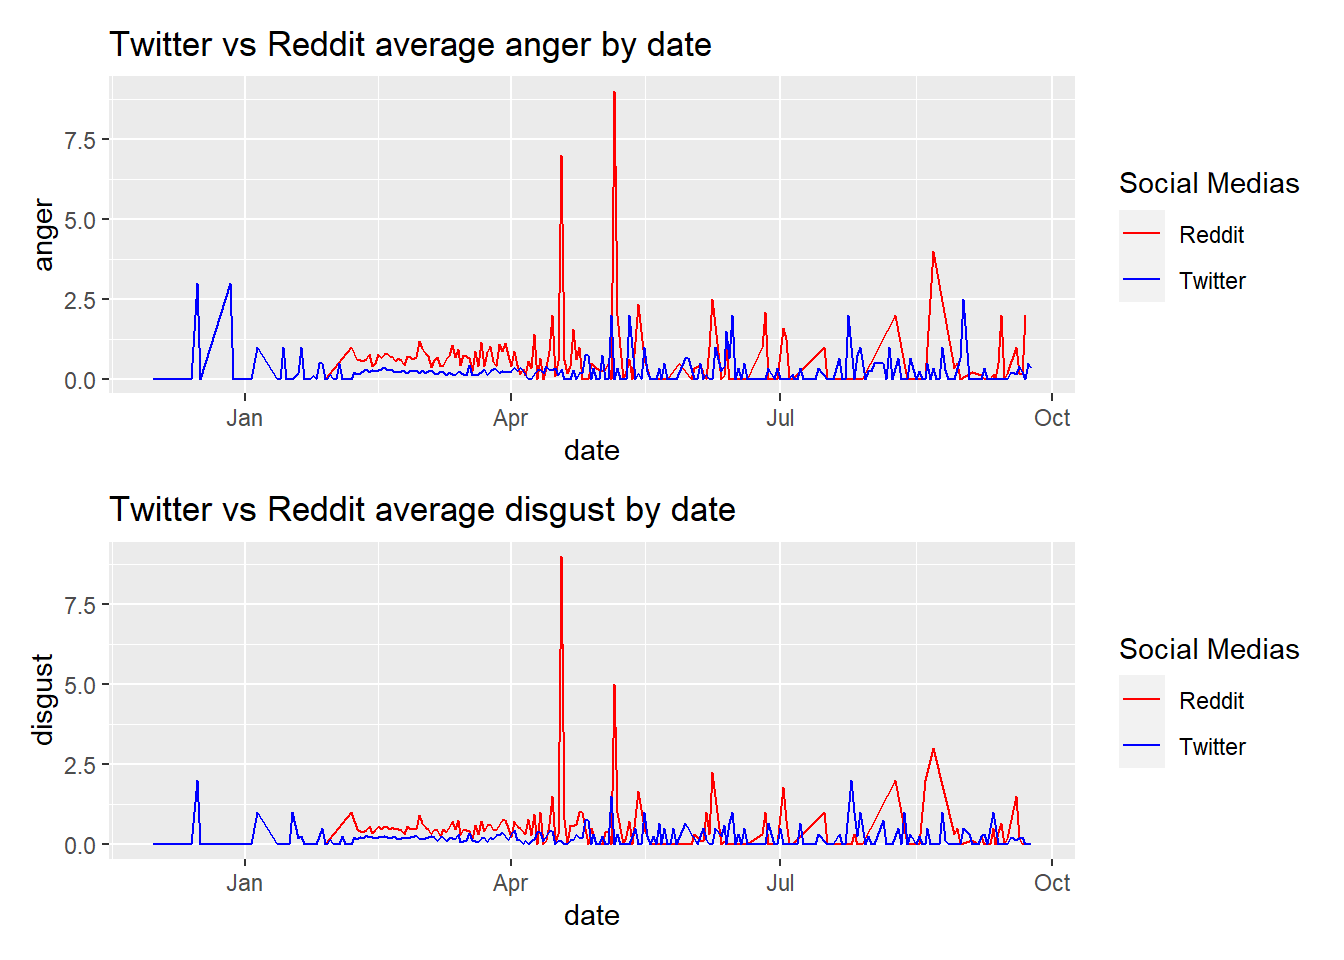 Twitter vs Reddit average anger by date
anger
7.5
5.0
2.5
0.0
Jan
Apr
Jul
Oct
date
Social Medias
Reddit
Twitter
Twitter vs Reddit average disgust by date
disgust
7.5
5.0
2.5
0.0
Jan
Apr
Jul
Oct
date
Social Medias
Reddit
Twitter